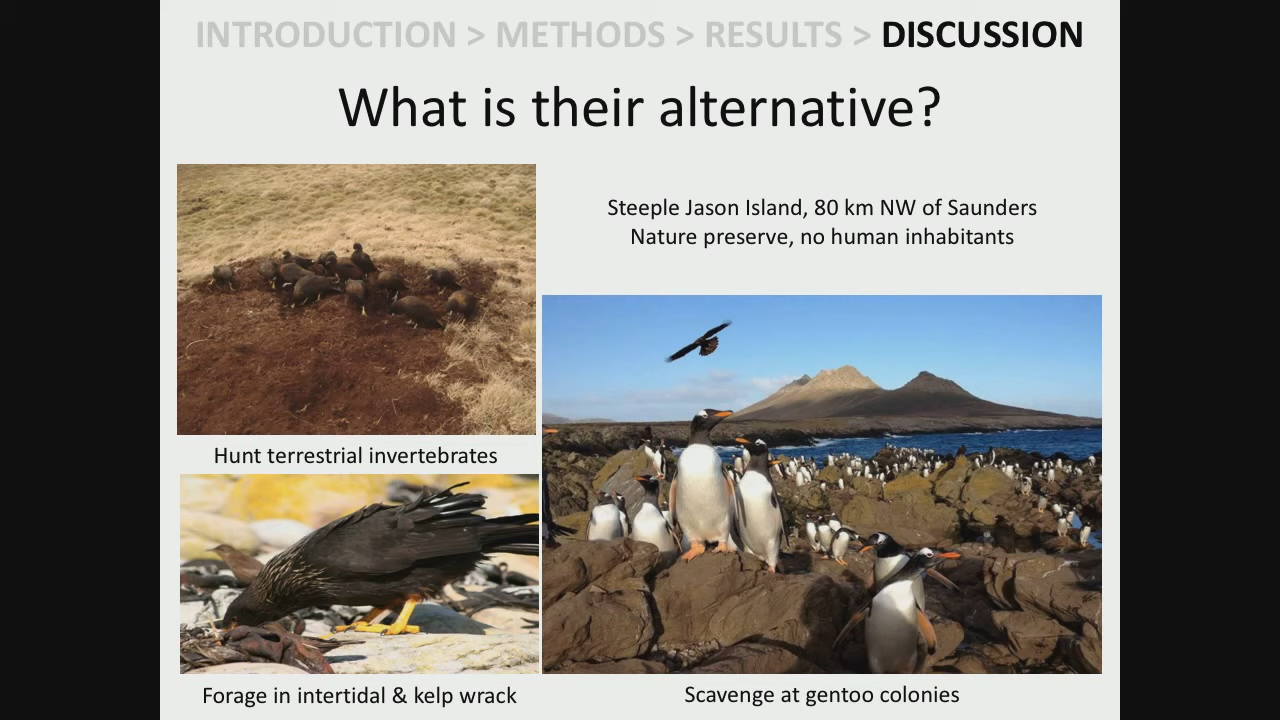 INTRODUCTION > METHODS > RESULTS > DISCUSSION
What is their alternative?
Steeple Jason Island, 80 km NW of Saunders
Nature preserve, no human inhabitants
Hunt terrestrial invertebrates
Forage in intertidal & kelp wrack
Scavenge at gentoo colonies